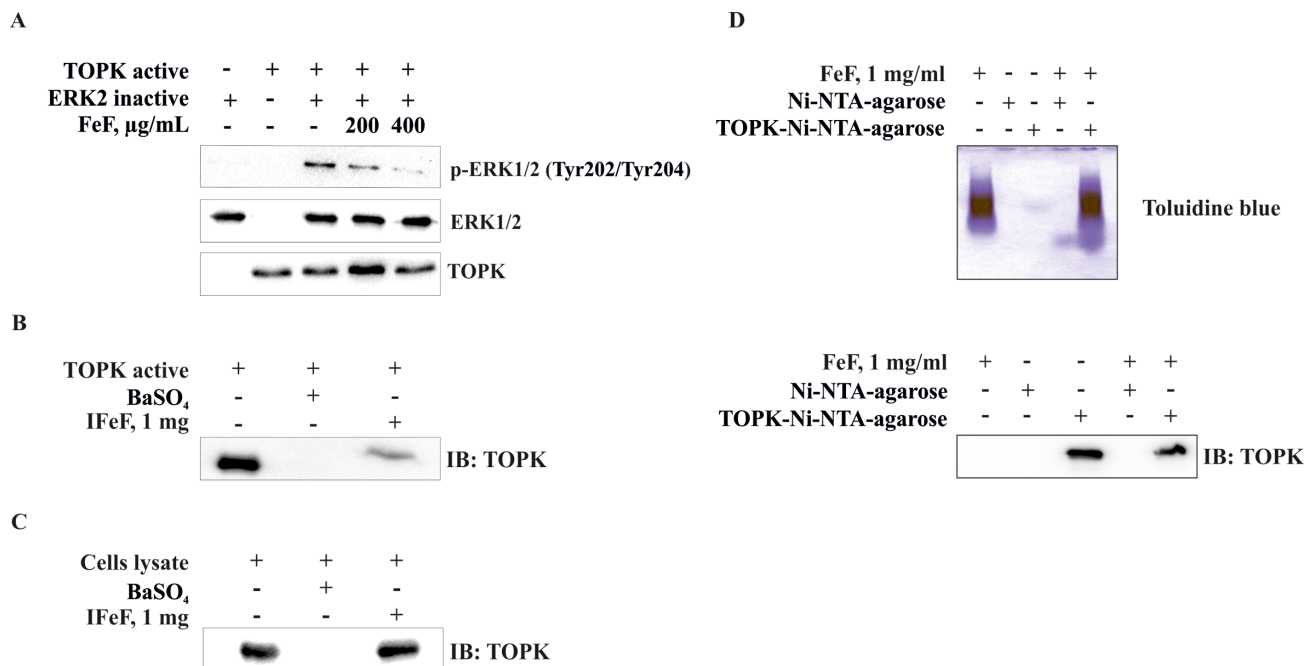 A
TOPK active - + + + +
ERK2 inactive + - + + +
FeF, µg/mL - - - 200 400
p-ERK1/2 (Tyr202/Tyr204)
ERK1/2
TOPK
B
TOPK active + + +
BaSO4 - + -
IFeF, 1 mg - - +
IB: TOPK
C
Cells lysate + + +
BaSO4 - + -
IFeF, 1 mg - - +
IB: TOPK
D
FeF, 1 mg/ml + - - + +
Ni-NTA-agarose - + - + -
TOPK-Ni-NTA-agarose - - + - +
Toluidine blue
FeF, 1 mg/ml + - - + +
Ni-NTA-agarose - + - + -
TOPK-Ni-NTA-agarose - - + - +
IB: TOPK